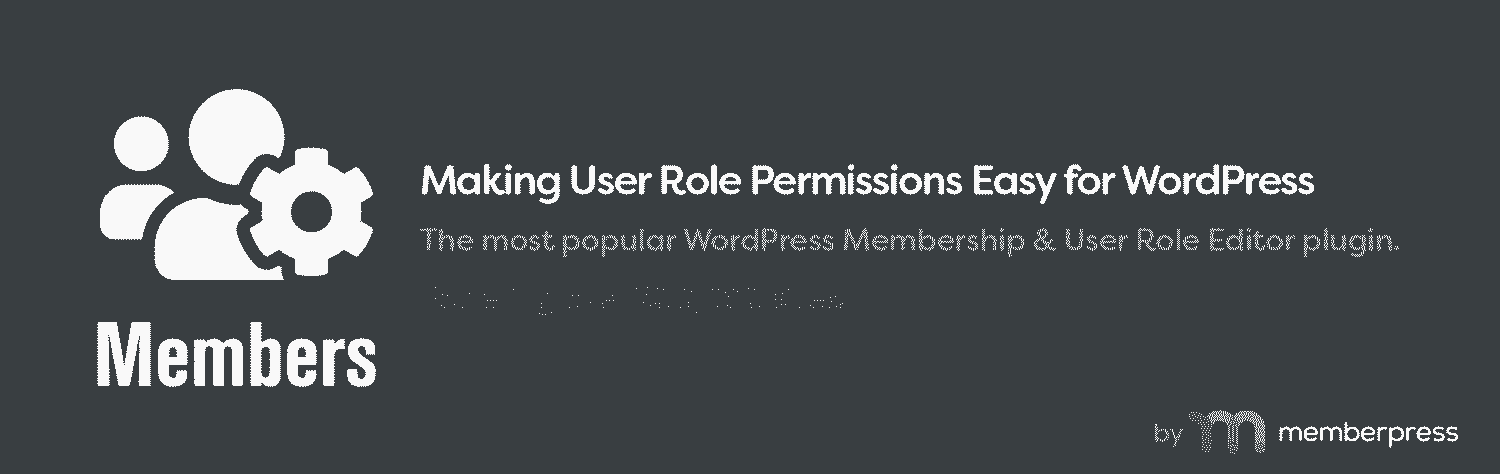 Making User Role Permissions Easy for WordPress
The most popular WordPress Membership & User Role Editor plugin.
Members
by memberpress